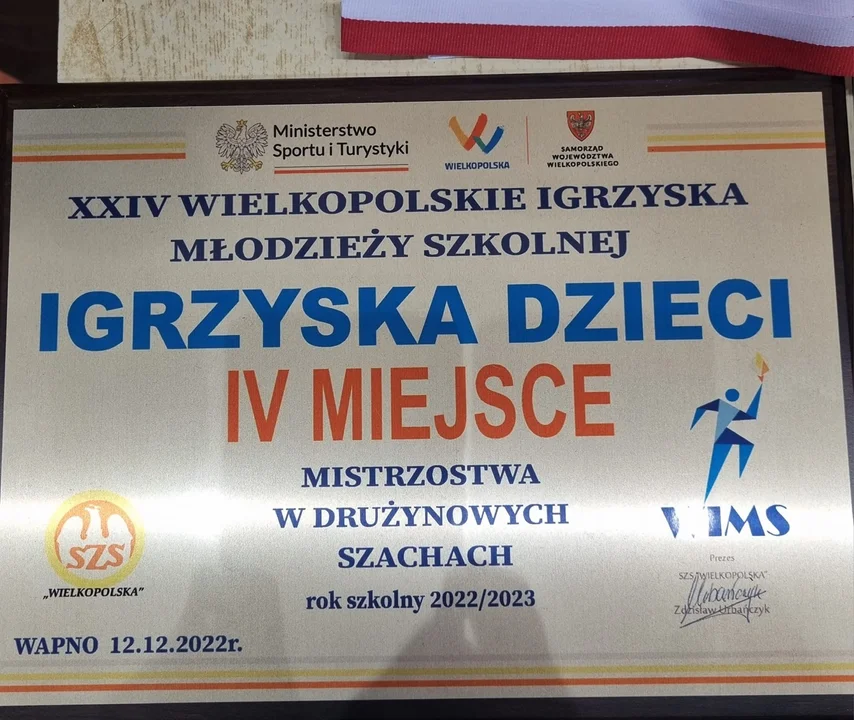 Ministerstwo
Sportu i Turystyki
WIELKOPOLSKA
SAMORZĄD
WOJEWÓDZTWA
WIELKOPOLSKIEGO
XXIV WIELKOPOLSKIE IGRZYSKA
MŁODZIEŻY SZKOLNEJ
IGRZYSKA DZIECI
IV MIEJSCE
MISTRZOSTWA
W DRUŻYNOWYCH
SZACHACH
rok szkolny 2022/2023
SZS
„WIELKOPOLSKA”
WIMS
Prezes
SZS "WIELKOPOLSKA"
Zdzisław Urbańczyk
WAPNO 12.12.2022r.